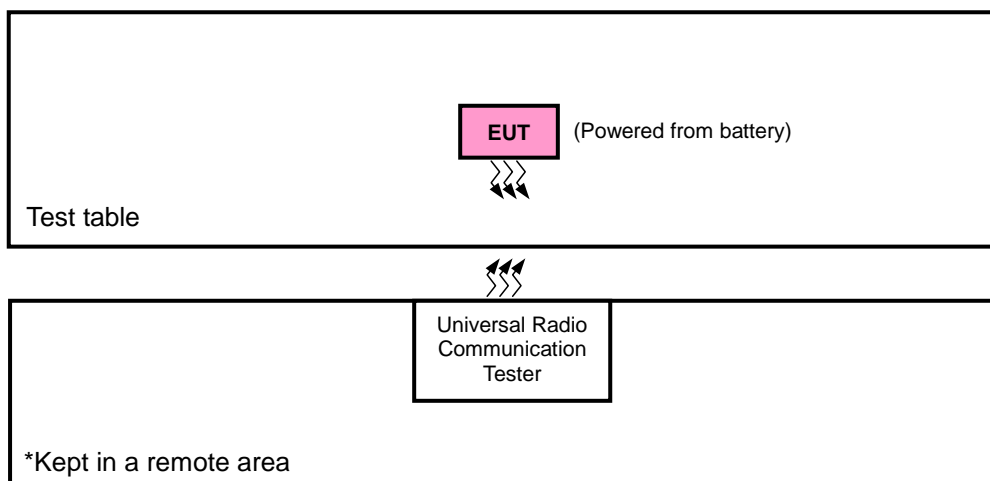 EUT
(Powered from battery)
Test table
Universal Radio
Communication
Tester
*Kept in a remote area